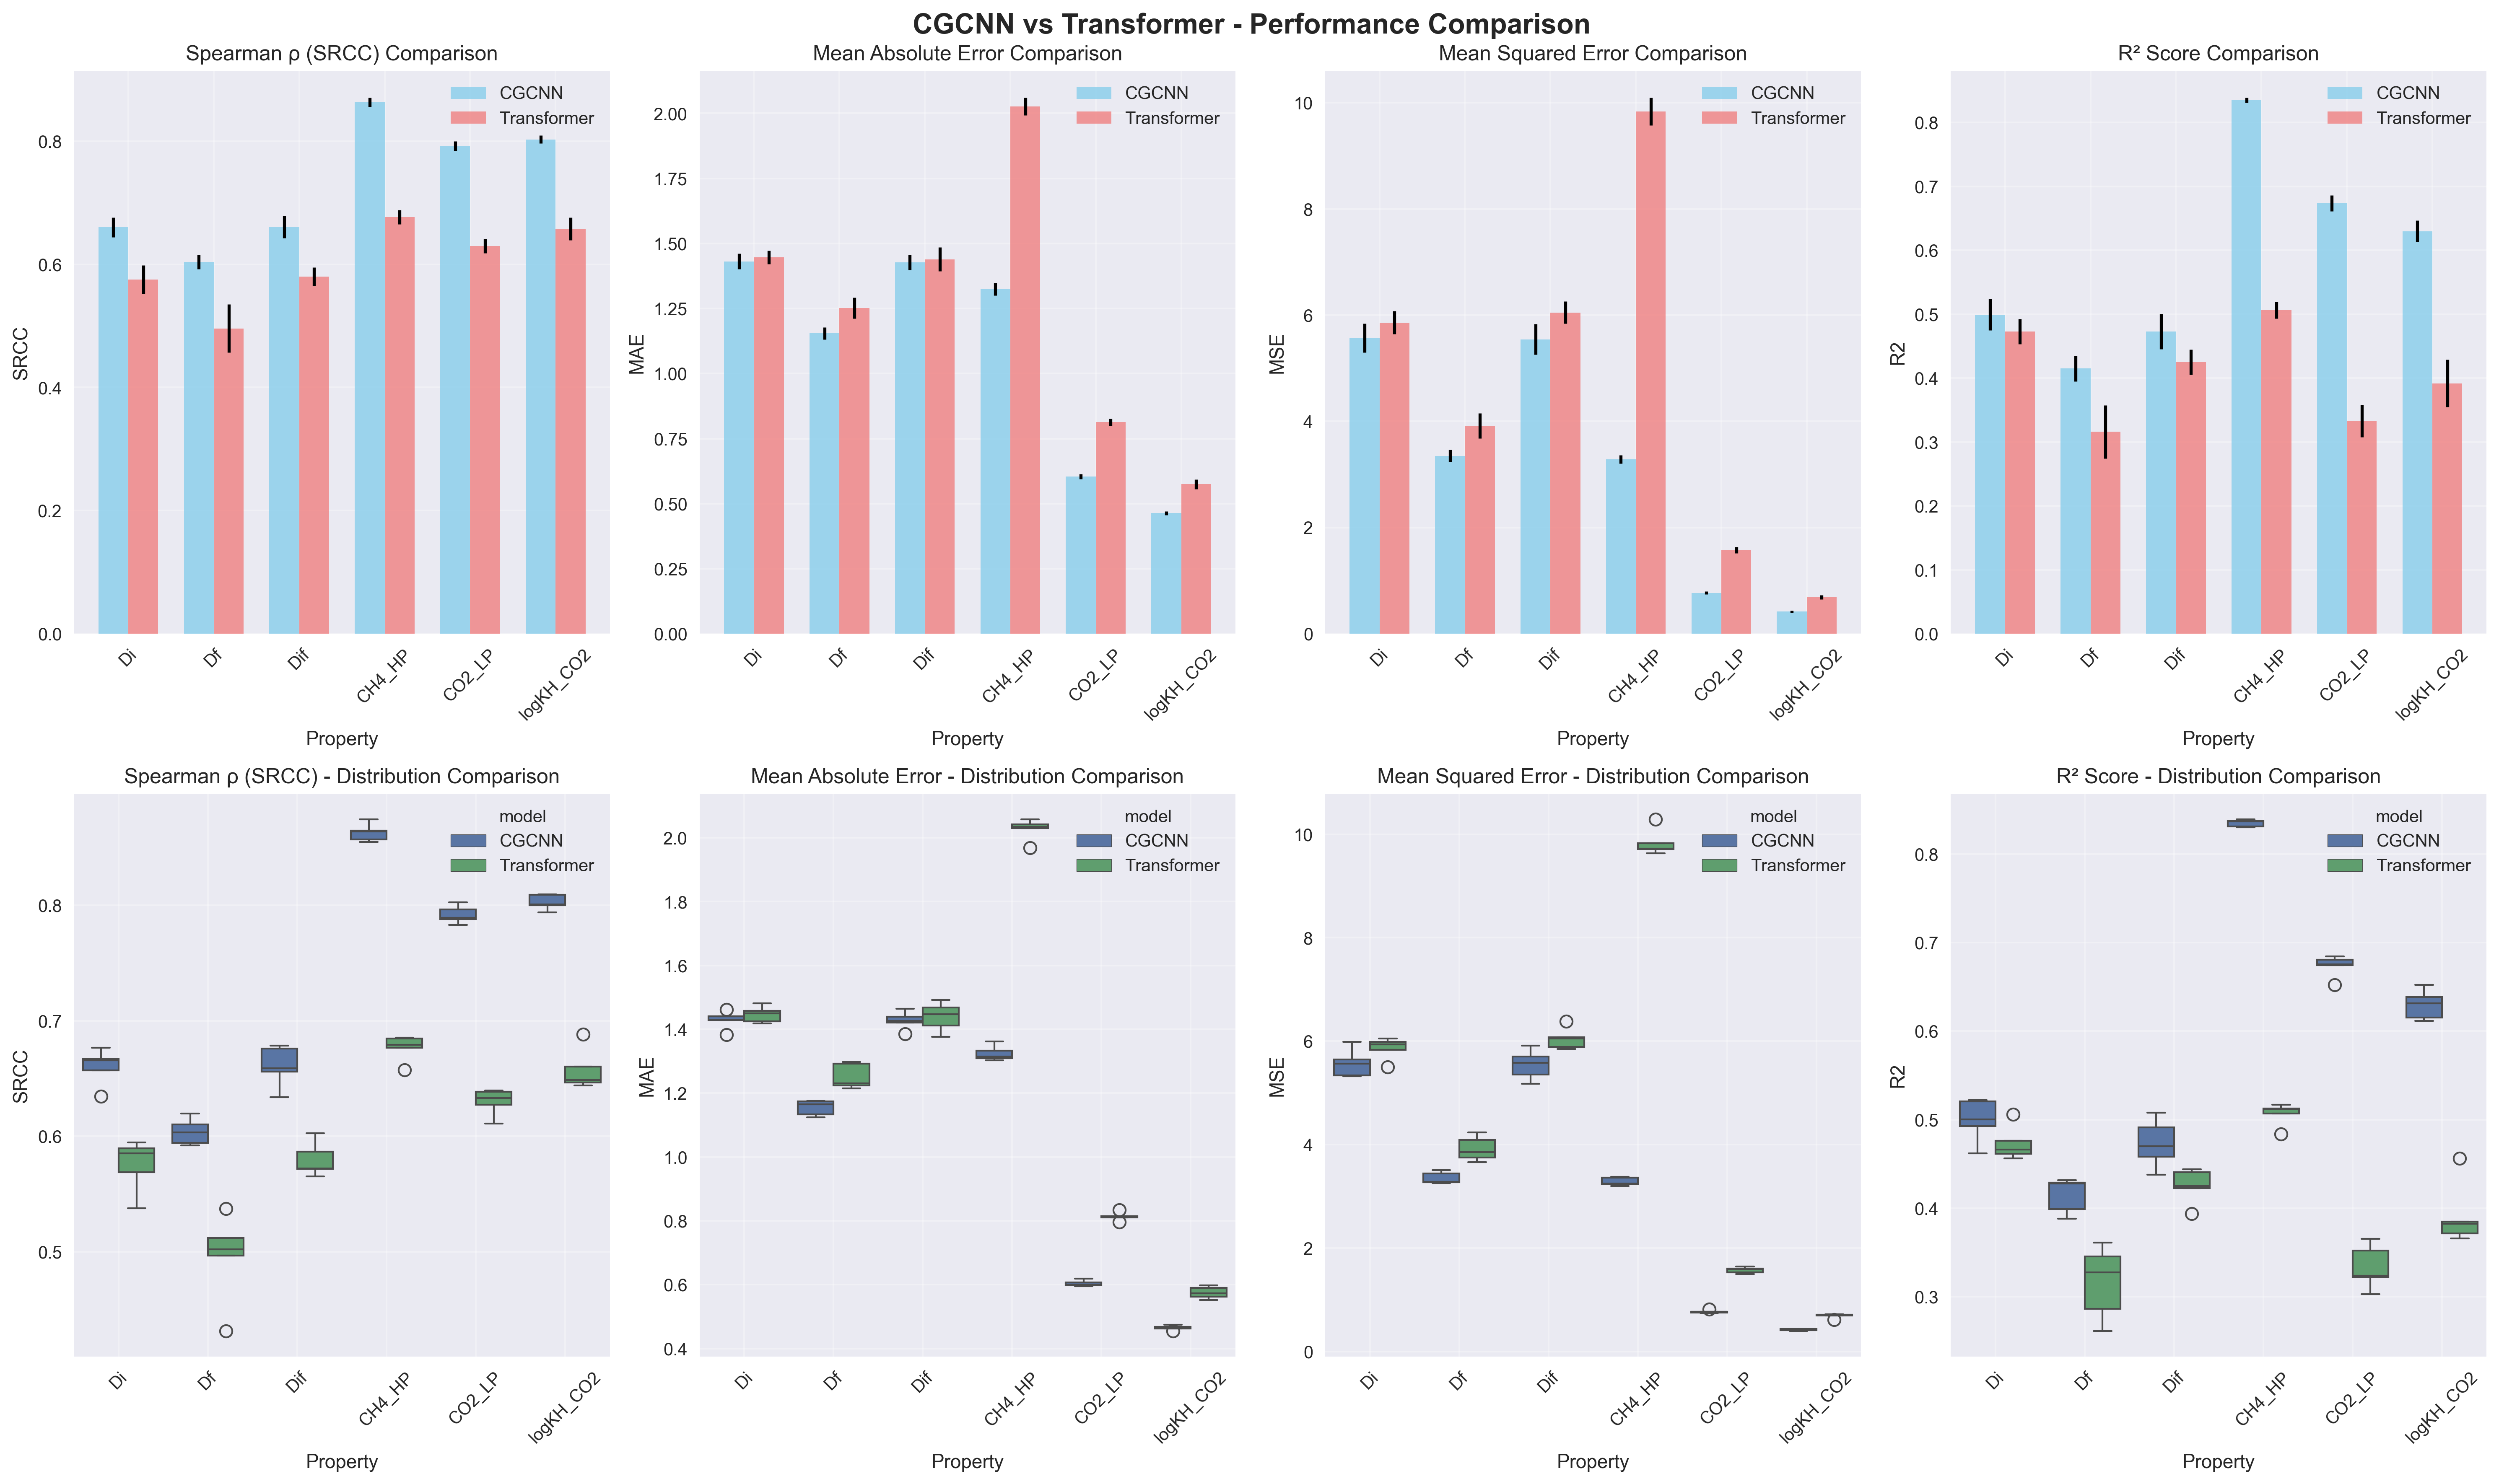 CGCNN vs Transformer - Performance Comparison
Spearman ρ (SRCC) Comparison
SRCC
0.8
0.6
0.4
0.2
0.0
CGCNN
Transformer
Di
Df
Dif
CH4_HP
CO2_LP
logKH_CO2
Property
Mean Absolute Error Comparison
MAE
2.00
1.75
1.50
1.25
1.00
0.75
0.50
0.25
0.00
CGCNN
Transformer
Di
Df
Dif
CH4_HP
CO2_LP
logKH_CO2
Property
Mean Squared Error Comparison
MSE
10
8
6
4
2
0
CGCNN
Transformer
Di
Df
Dif
CH4_HP
CO2_LP
logKH_CO2
Property
R² Score Comparison
R2
0.8
0.7
0.6
0.5
0.4
0.3
0.2
0.1
0.0
CGCNN
Transformer
Di
Df
Dif
CH4_HP
CO2_LP
logKH_CO2
Property
Spearman ρ (SRCC) - Distribution Comparison
SRCC
0.8
0.7
0.6
0.5
model
CGCNN
Transformer
Di
Df
Dif
CH4_HP
CO2_LP
logKH_CO2
Property
Mean Absolute Error - Distribution Comparison
MAE
2.0
1.8
1.6
1.4
1.2
1.0
0.8
0.6
0.4
model
CGCNN
Transformer
Di
Df
Dif
CH4_HP
CO2_LP
logKH_CO2
Property
Mean Squared Error - Distribution Comparison
MSE
10
8
6
4
2
0
model
CGCNN
Transformer
Di
Df
Dif
CH4_HP
CO2_LP
logKH_CO2
Property
R² Score - Distribution Comparison
R2
0.8
0.7
0.6
0.5
0.4
0.3
model
CGCNN
Transformer
Di
Df
Dif
CH4_HP
CO2_LP
logKH_CO2
Property